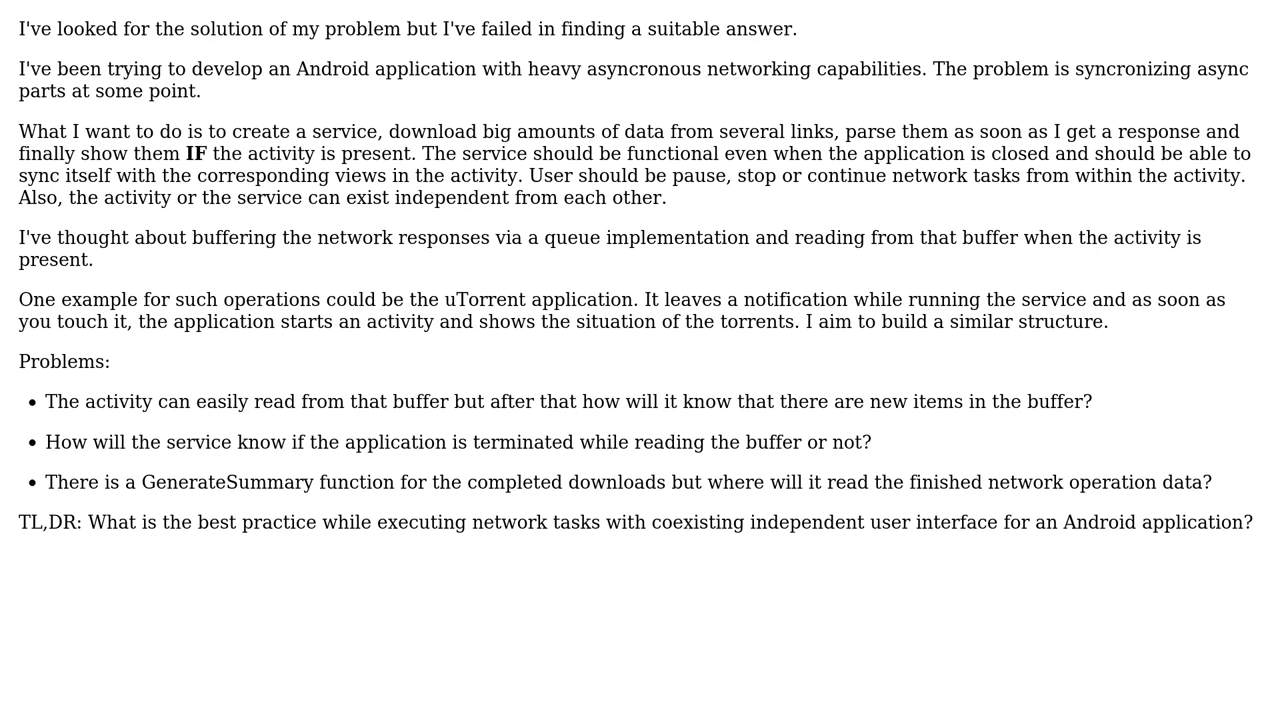 I've looked for the solution of my problem but I've failed in finding a suitable answer.
I've been trying to develop an Android application with heavy asyncronous networking capabilities. The problem is syncronizing async
parts at some point.
What I want to do is to create a service, download big amounts of data from several links, parse them as soon as I get a response and
finally show them IF the activity is present. The service should be functional even when the application is closed and should be able to
sync itself with the corresponding views in the activity. User should be pause, stop or continue network tasks from within the activity.
Also, the activity or the service can exist independent from each other.
I've thought about buffering the network responses via a queue implementation and reading from that buffer when the activity is
present.
One example for such operations could be the uTorrent application. It leaves a notification while running the service and as soon as
you touch it, the application starts an activity and shows the situation of the torrents. I aim to build a similar structure.
Problems:
• The activity can easily read from that buffer but after that how will it know that there are new items in the buffer?
• How will the service know if the application is terminated while reading the buffer or not?
• There is a GenerateSummary function for the completed downloads but where will it read the finished network operation data?
TL,DR: What is the best practice while executing network tasks with coexisting independent user interface for an Android application?